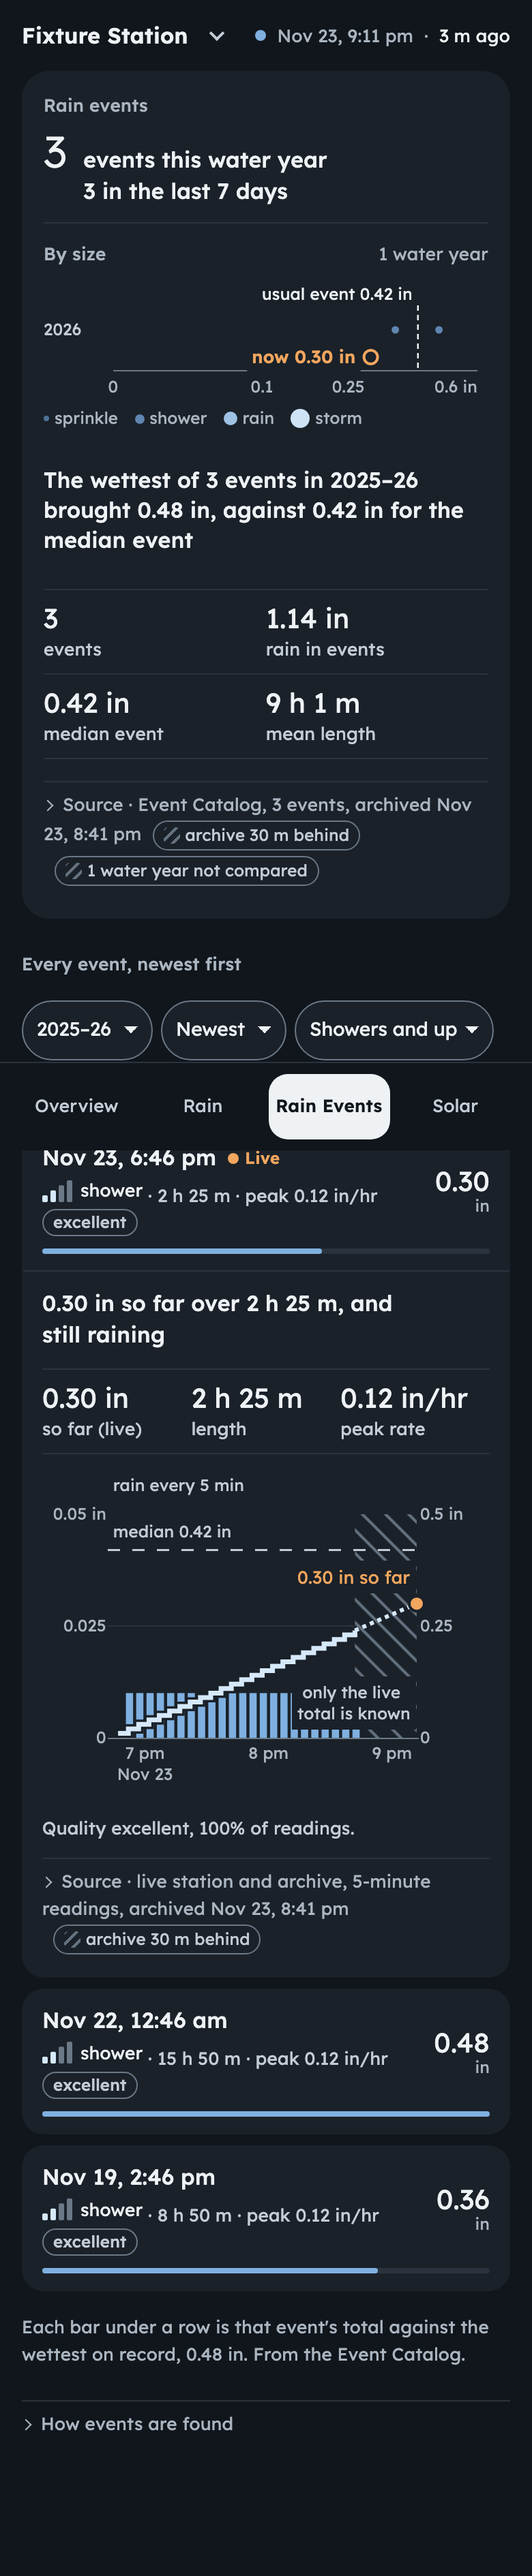 Fixture Station
Nov 23, 9:11 pm · 3 m ago
Rain events
3 events this water year
3 in the last 7 days
By size
1 water year
usual event 0.42 in
2026
now 0.30 in
0 0.1 0.25 0.6 in
sprinkle shower rain storm
The wettest of 3 events in 2025–26
brought 0.48 in, against 0.42 in for the
median event
3
events
1.14 in
rain in events
0.42 in
median event
9 h 1 m
mean length
Source · Event Catalog, 3 events, archived Nov
23, 8:41 pm archive 30 m behind
1 water year not compared
Every event, newest first
2025–26 Newest Showers and up
Overview Rain Rain Events Solar
Nov 23, 6:46 pm Live
shower · 2 h 25 m · peak 0.12 in/hr
excellent
0.30
in
0.30 in so far over 2 h 25 m, and
still raining
0.30 in
so far (live)
2 h 25 m
length
0.12 in/hr
peak rate
rain every 5 min
0.05 in
0.5 in
median 0.42 in
0.30 in so far
0.025
0.25
only the live
total is known
0
0
7 pm 8 pm 9 pm
Nov 23
Quality excellent, 100% of readings.
Source · live station and archive, 5-minute
readings, archived Nov 23, 8:41 pm
archive 30 m behind
Nov 22, 12:46 am
shower · 15 h 50 m · peak 0.12 in/hr
excellent
0.48
in
Nov 19, 2:46 pm
shower · 8 h 50 m · peak 0.12 in/hr
excellent
0.36
in
Each bar under a row is that event's total against the
wettest on record, 0.48 in. From the Event Catalog.
How events are found